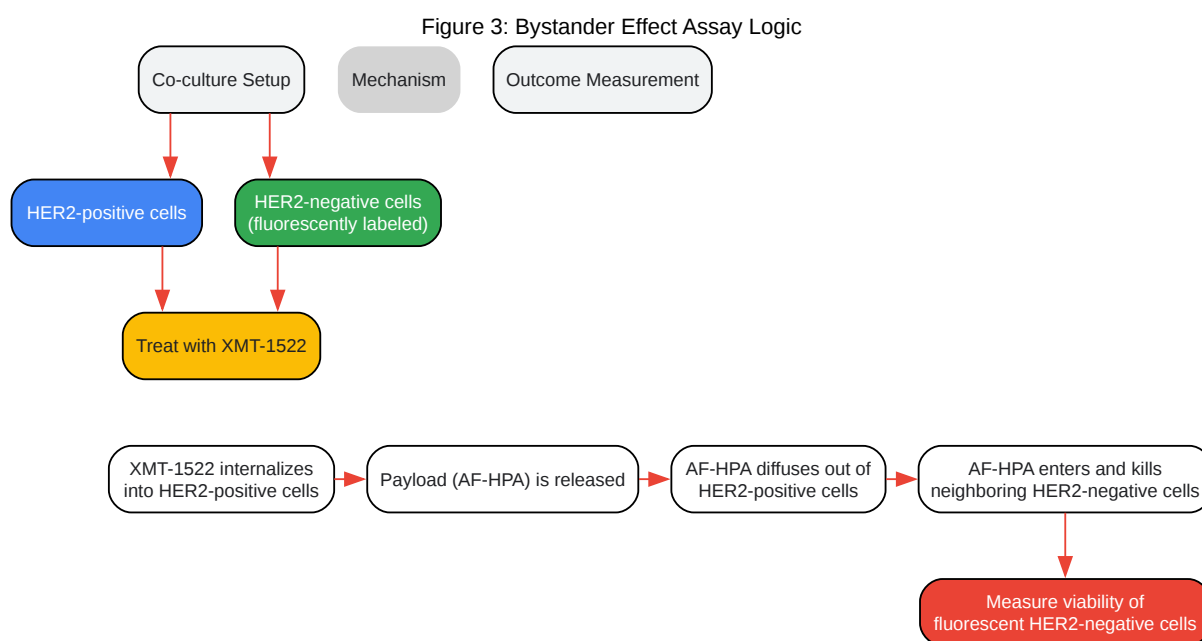 Figure 3: Bystander Effect Assay Logic
Co-culture Setup
Mechanism
Outcome Measurement
HER2-positive cells
HER2-negative cells
(fluorescently labeled)
Treat with XMT-1522
XMT-1522 internalizes
into HER2-positive cells
Payload (AF-HPA) is released
AF-HPA diffuses out of
HER2-positive cells
AF-HPA enters and kills
neighboring HER2-negative cells
Measure viability of
fluorescent HER2-negative cells